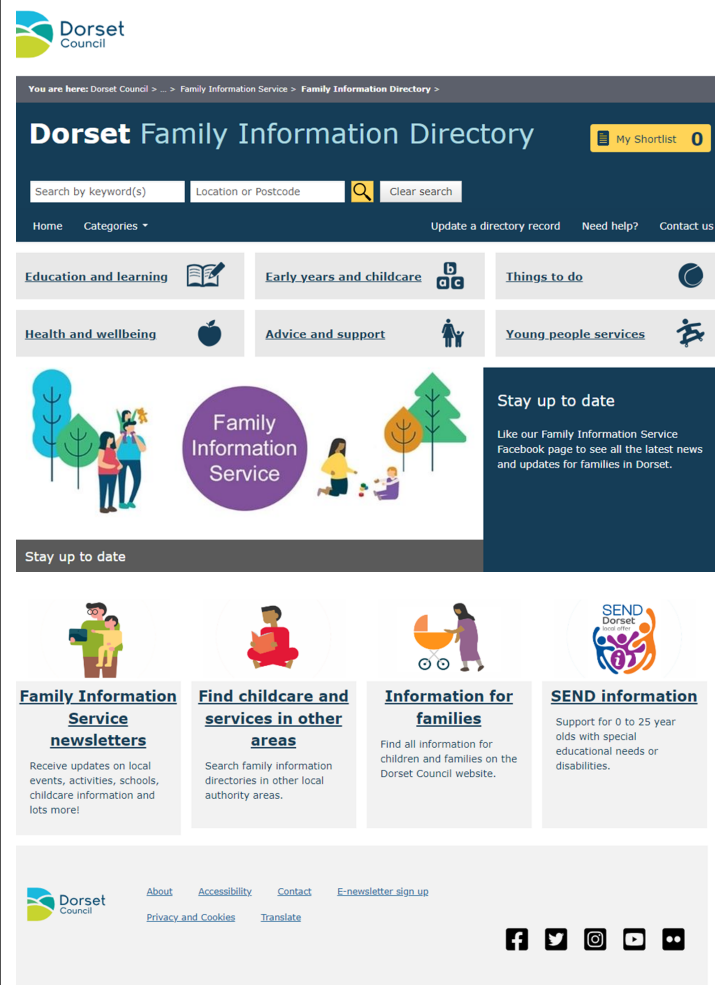 Dorset
Council
You are here: Dorset Council > ... > Family Information Service > Family Information Directory >
Dorset Family Information Directory
My Shortlist 0
Search by keyword(s) Location or Postcode Clear search
Home Categories Update a directory record Need help? Contact us
Education and learning Early years and childcare Things to do
b
a c
Health and wellbeing Advice and support Young people services
Family
Information
Service
Stay up to date
Like our Family Information Service
Facebook page to see all the latest news
and updates for families in Dorset.
Stay up to date
SEND
Dorset
local offer
i
Family Information
Service
newsletters
Receive updates on local
events, activities, schools,
childcare information and
lots more!
Find childcare and
services in other
areas
Search family information
directories in other local
authority areas.
Information for
families
Find all information for
children and families on the
Dorset Council website.
SEND information
Support for 0 to 25 year
olds with special
educational needs or
disabilities.
Dorset
Council
About Accessibility Contact E-newsletter sign up
Privacy and Cookies Translate